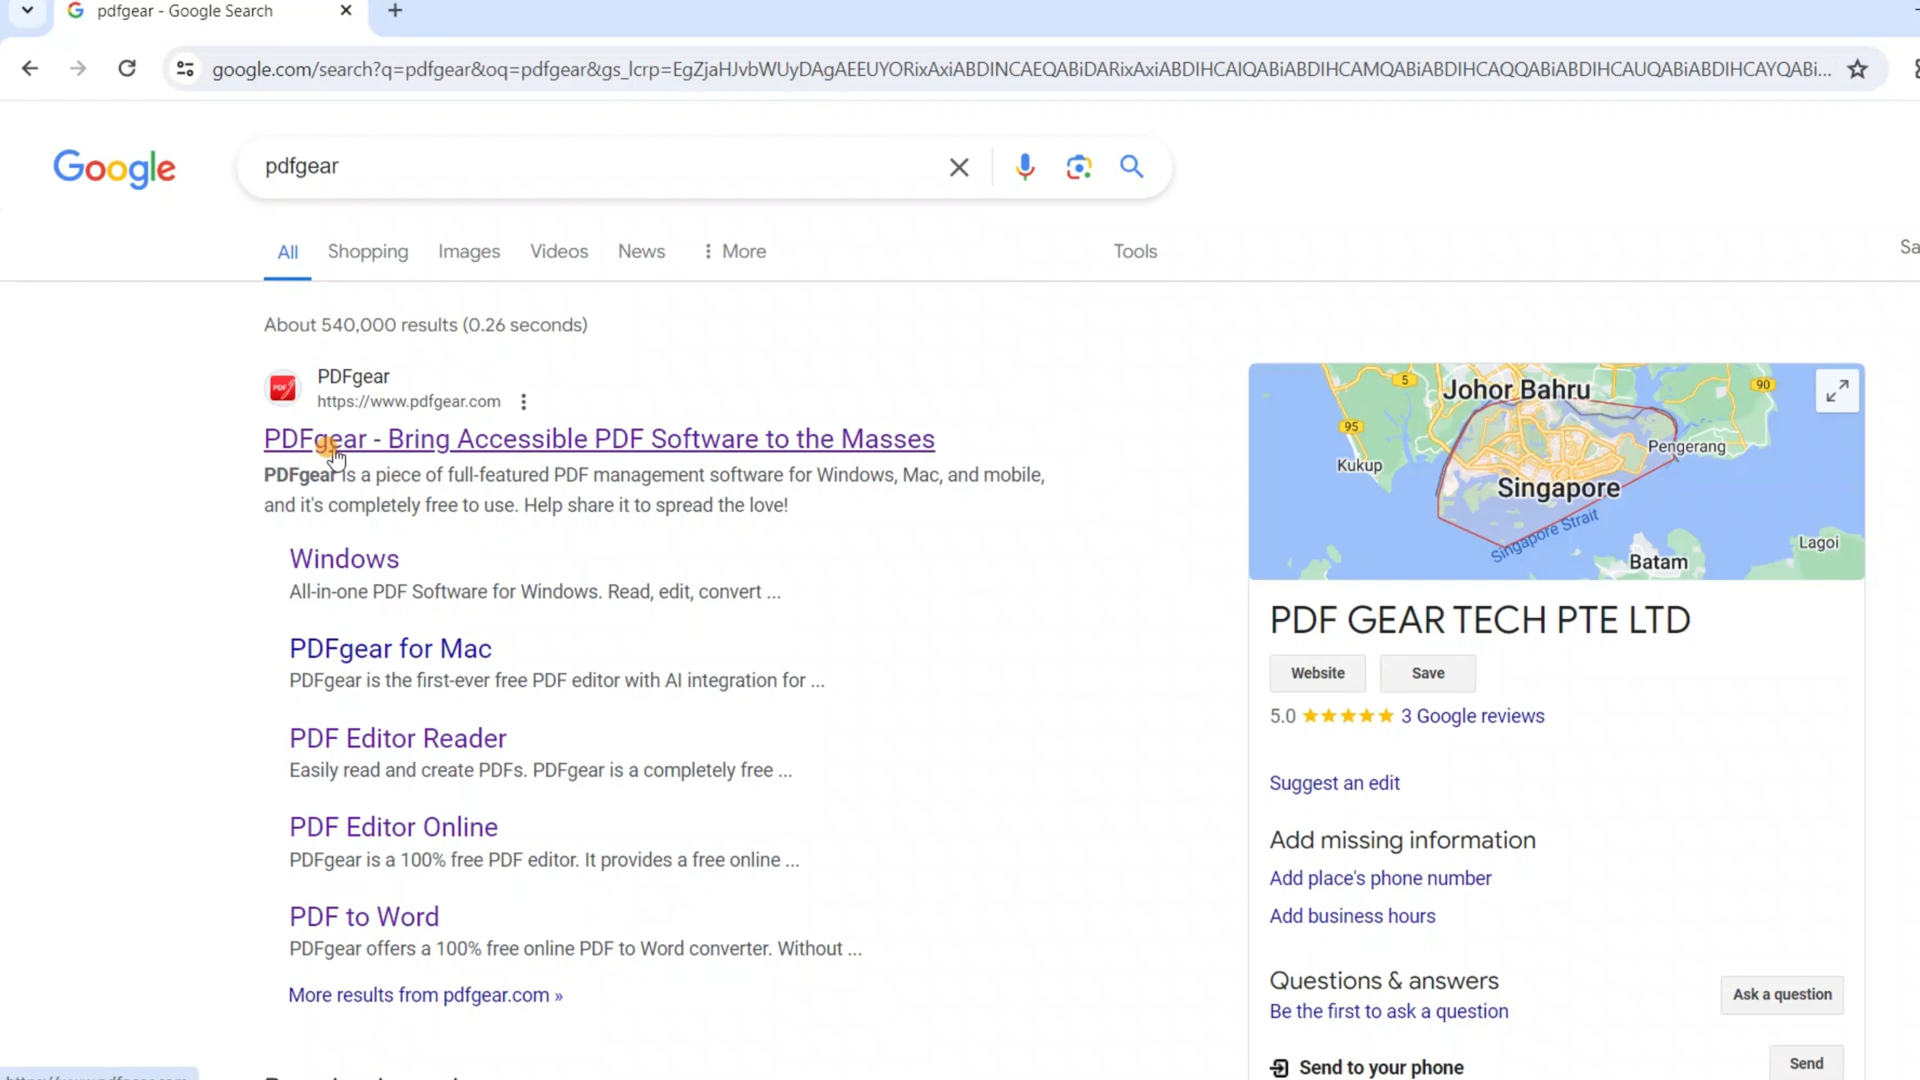 pdfgear - Google Search
google.com/search?q=pdfgear&oq=pdfgear&gs_lcrp=EgZjaHJvbWUyDAgAEEUYORixAxiABDINCAEQABiDARixAxiABDIHCAIQABiABDIHCAMQABiABDIHCAQQABiABDIHCAUQABiABDIHCAYQABi...
Google
pdfgear
All
Shopping
Images
Videos
News
More
Tools
About 540,000 results (0.26 seconds)
PDF
PDFgear
https://www.pdfgear.com
PDFgear - Bring Accessible PDF Software to the Masses
PDFgear is a piece of full-featured PDF management software for Windows, Mac, and mobile,
and it's completely free to use. Help share it to spread the love!
Windows
All-in-one PDF Software for Windows. Read, edit, convert ...
PDFgear for Mac
PDFgear is the first-ever free PDF editor with AI integration for ...
PDF Editor Reader
Easily read and create PDFs. PDFgear is a completely free ...
PDF Editor Online
PDFgear is a 100% free PDF editor. It provides a free online ...
PDF to Word
PDFgear offers a 100% free online PDF to Word converter. Without ...
More results from pdfgear.com »
5
Johor Bahru
90
95
Pengerang
Kukup
Singapore
Singapore Strait
Lagoi
Batam
PDF GEAR TECH PTE LTD
Website
Save
5.0
3 Google reviews
Suggest an edit
Add missing information
Add place's phone number
Add business hours
Questions & answers
Be the first to ask a question
Ask a question
Send to your phone
Send